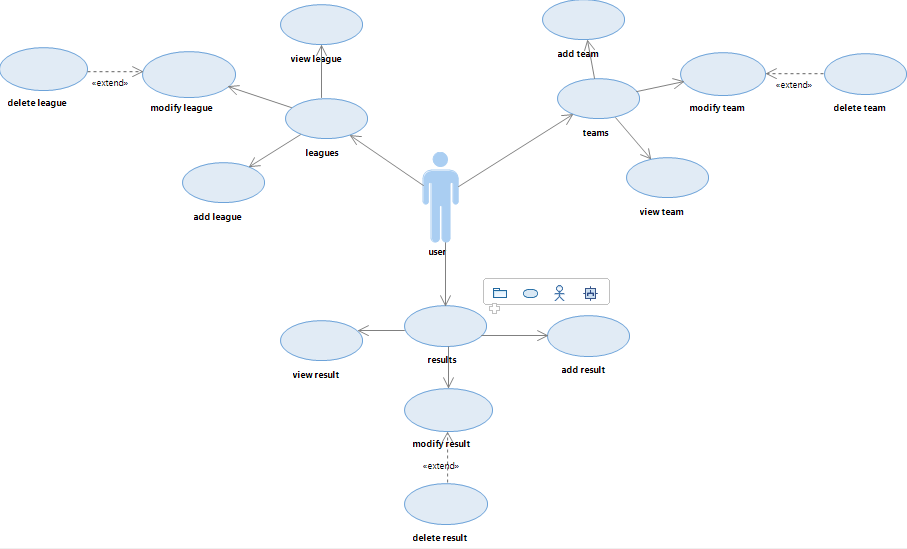 view league
add team
delete league
«extend»
modify league
modify team
«extend»
delete team
leagues
teams
add league
view team
user
view result
results
add result
modify result
«extend»
delete result